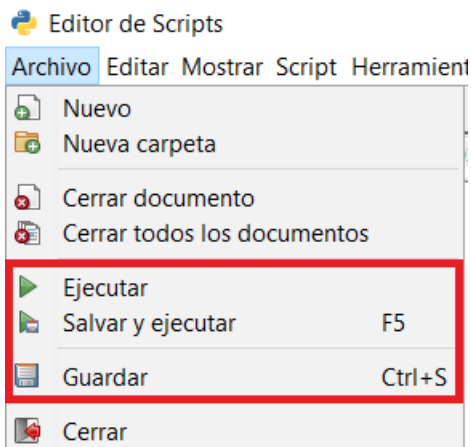 Editor de Scripts
Archivo Editar Mostrar Script Herramient
Nuevo
Nueva carpeta
Cerrar documento
Cerrar todos los documentos
Ejecutar
Salvar y ejecutar F5
Guardar Ctrl+S
Cerrar